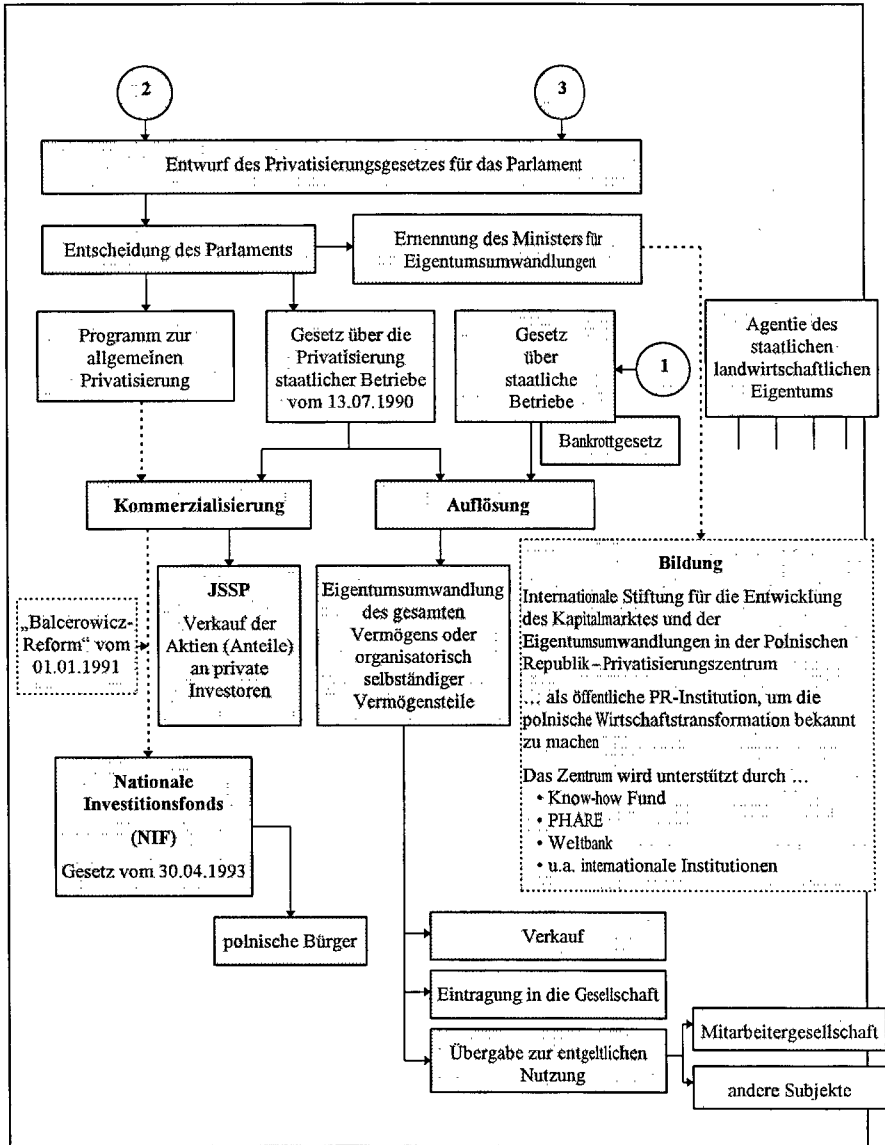 2
3
Entwurf des Privatisierungsgesetzes für das Parlament
Entscheidung des Parlaments
Ernennung des Ministers für
Eigentumsumwandlungen
Programm zur
allgemeinen
Privatisierung
Gesetz über die
Privatisierung
staatlicher Betriebe
vom 13.07.1990
Gesetz
über
staatliche
Betriebe
1
Agentie des
staatlichen
landwirtschaftlichen
Eigentums
Bankrottgesetz
Kommerzialisierung
Auflösung
„Balcerowicz-
Reform“ vom
01.01.1991
JSSP
Verkauf der
Aktien (Anteile)
an private
Investoren
Eigentumsumwandlung
des gesamten
Vermögens oder
organisatorisch
selbständiger
Vermögensteile
Bildung
Internationale Stiftung für die Entwicklung
des Kapitalmarktes und der
Eigentumsumwandlungen in der Polnischen
Republik – Privatisierungszentrum
… als öffentliche PR-Institution, um die
polnische Wirtschaftstransformation bekannt
zu machen
Das Zentrum wird unterstützt durch …
• Know-how Fund
• PHARE
• Weltbank
• u.a. internationale Institutionen
Nationale
Investitionsfonds
(NIF)
Gesetz vom 30.04.1993
polnische Bürger
Verkauf
Eintragung in die Gesellschaft
Übergabe zur entgeltlichen
Nutzung
Mitarbeitergesellschaft
andere Subjekte